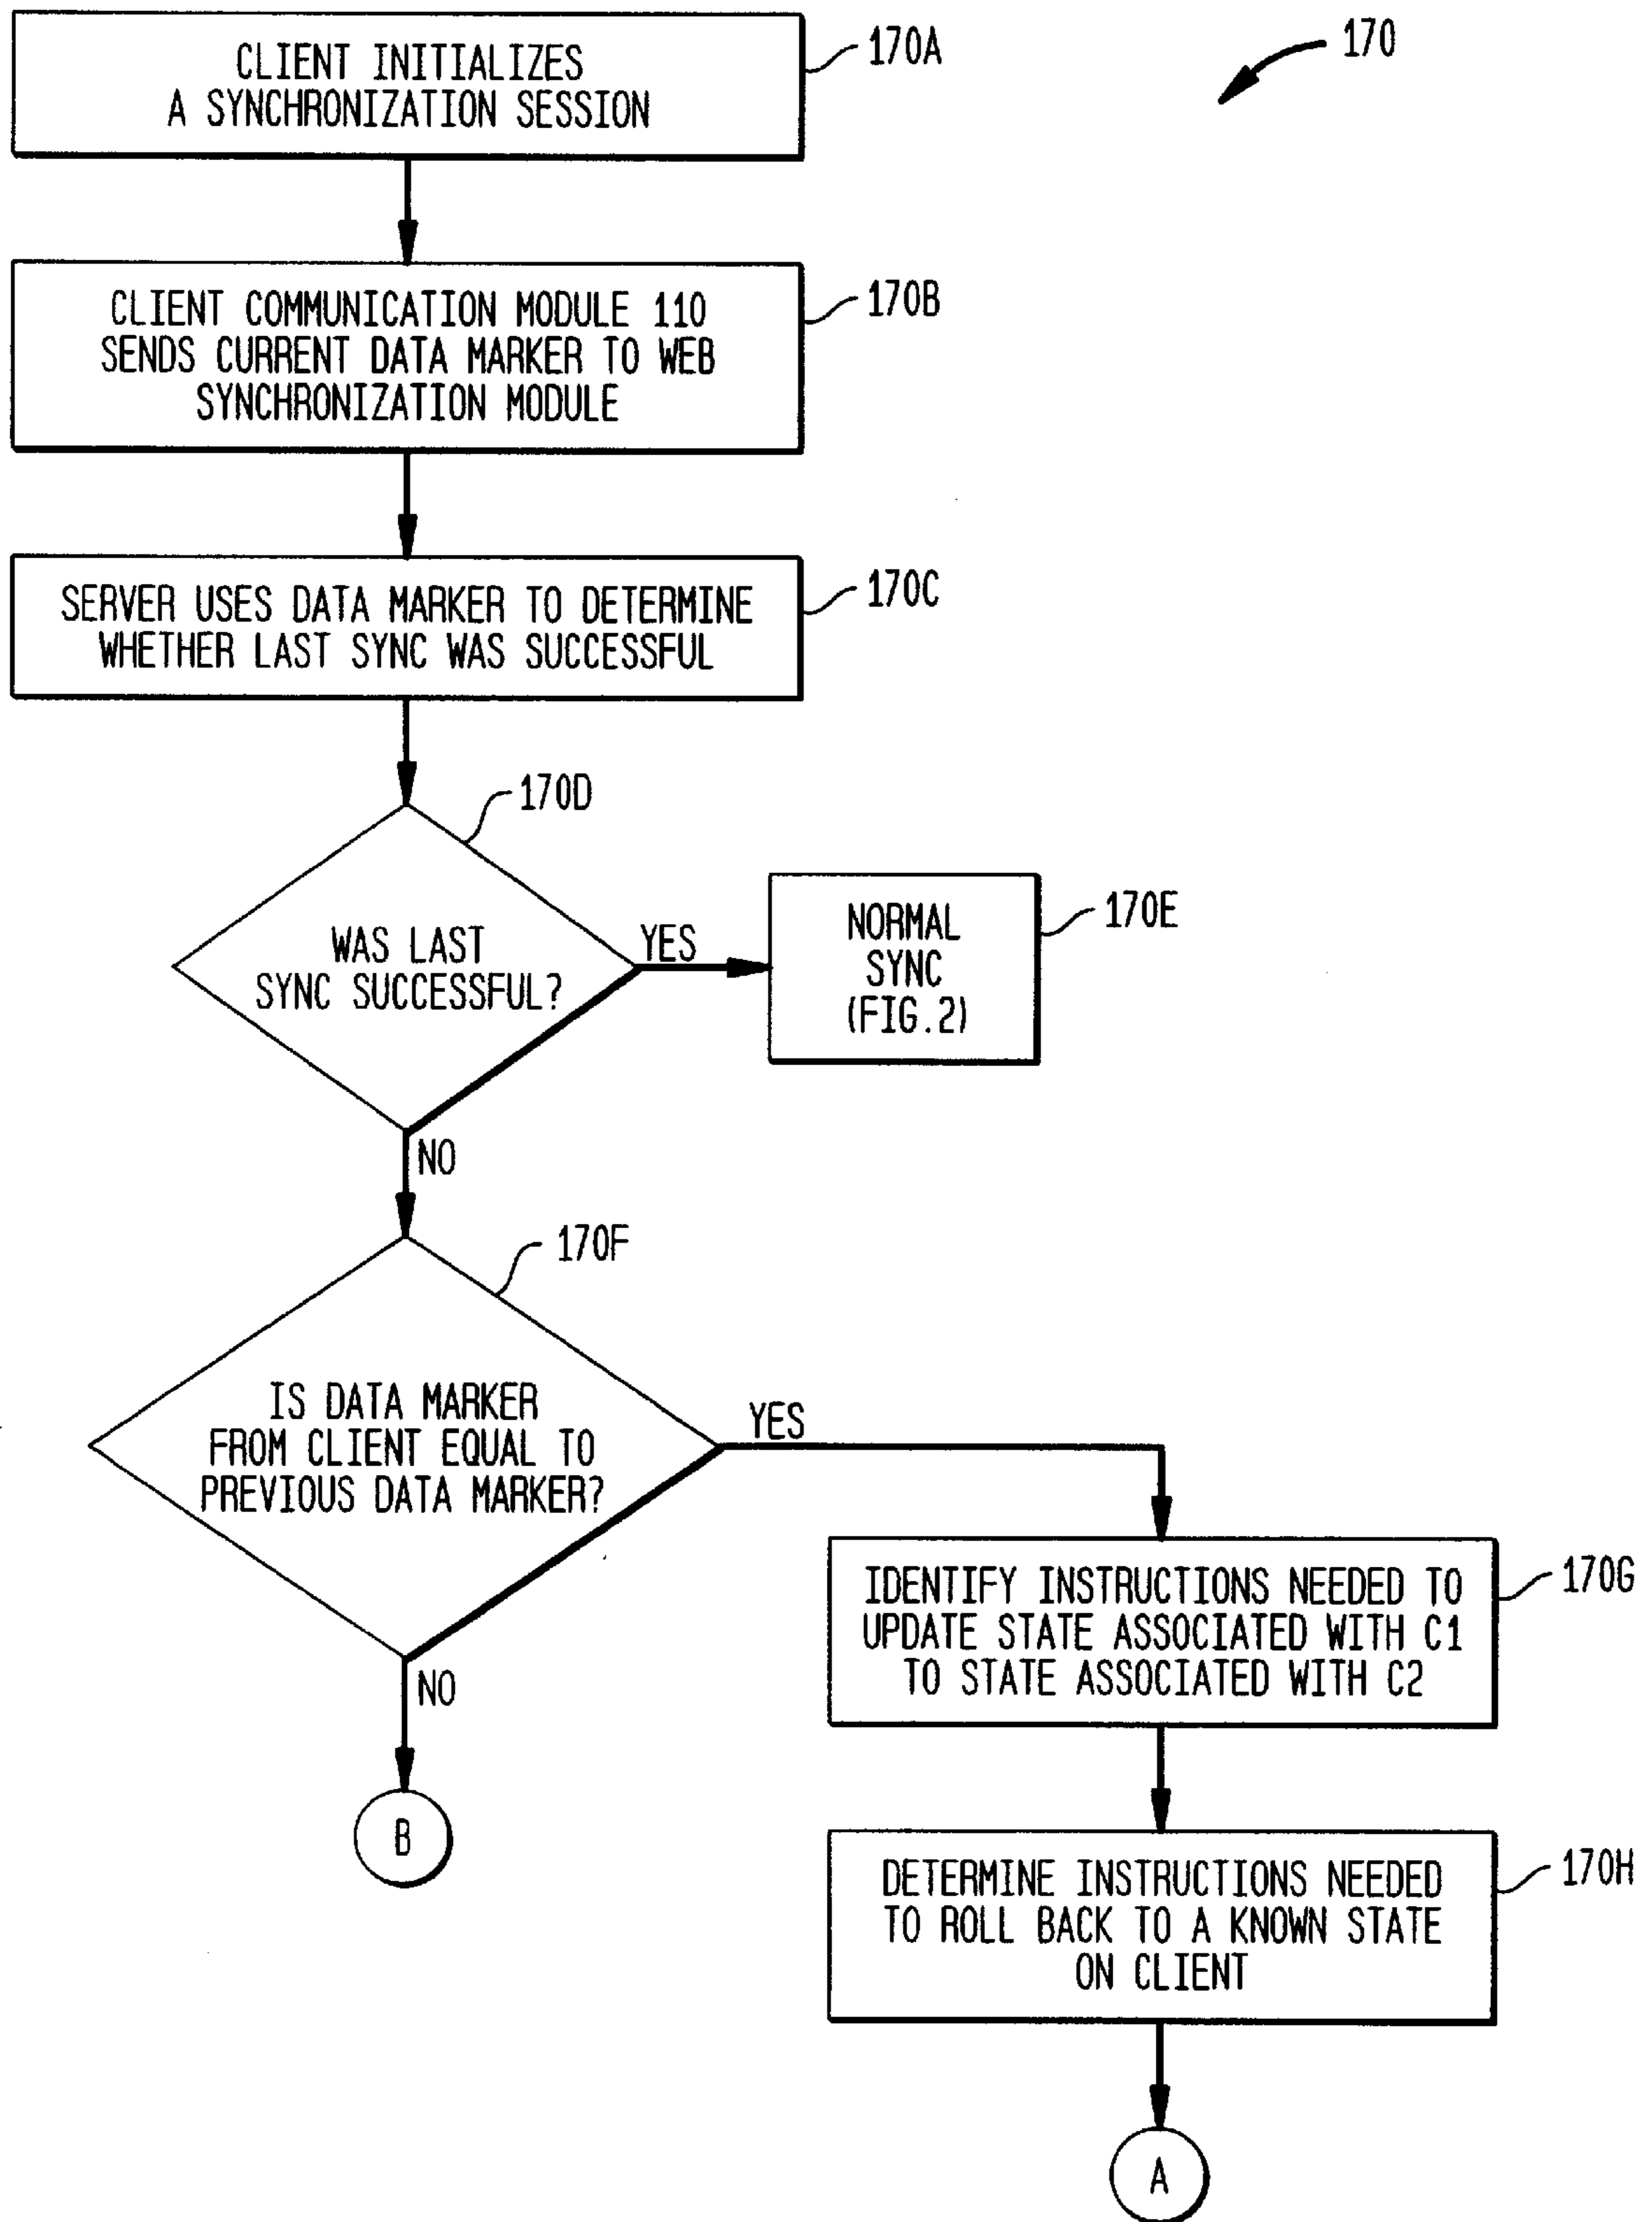 CLIENT INITIALIZES
A SYNCHRONIZATION SESSION
170A
170
CLIENT COMMUNICATION MODULE 110
SENDS CURRENT DATA MARKER TO WEB
SYNCHRONIZATION MODULE
170B
SERVER USES DATA MARKER TO DETERMINE
WHETHER LAST SYNC WAS SUCCESSFUL
170C
170D
WAS LAST
SYNC SUCCESSFUL?
YES
NORMAL
SYNC
(FIG.2)
170E
NO
170F
IS DATA MARKER
FROM CLIENT EQUAL TO
PREVIOUS DATA MARKER?
YES
IDENTIFY INSTRUCTIONS NEEDED TO
UPDATE STATE ASSOCIATED WITH C1
TO STATE ASSOCIATED WITH C2
170G
NO
B
DETERMINE INSTRUCTIONS NEEDED
TO ROLL BACK TO A KNOWN STATE
ON CLIENT
170H
A